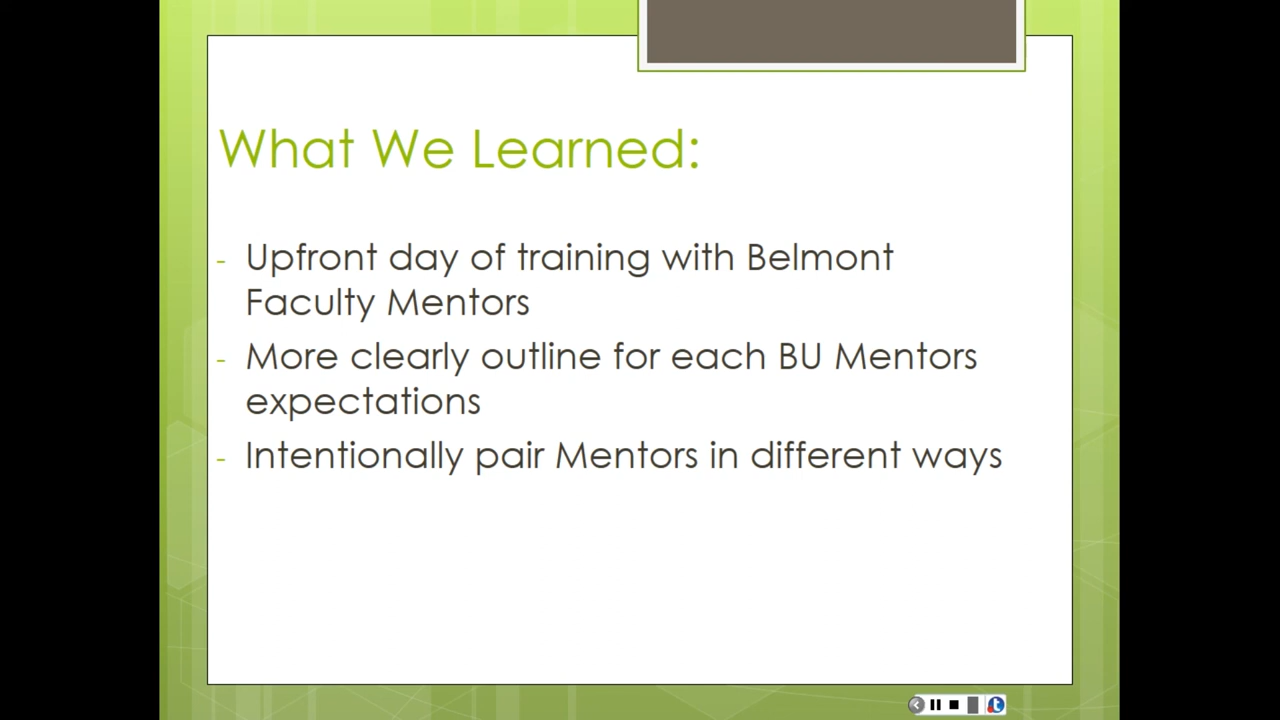 What We Learned:
- Upfront day of training with Belmont
Faculty Mentors
- More clearly outline for each BU Mentors
expectations
- Intentionally pair Mentors in different ways
t